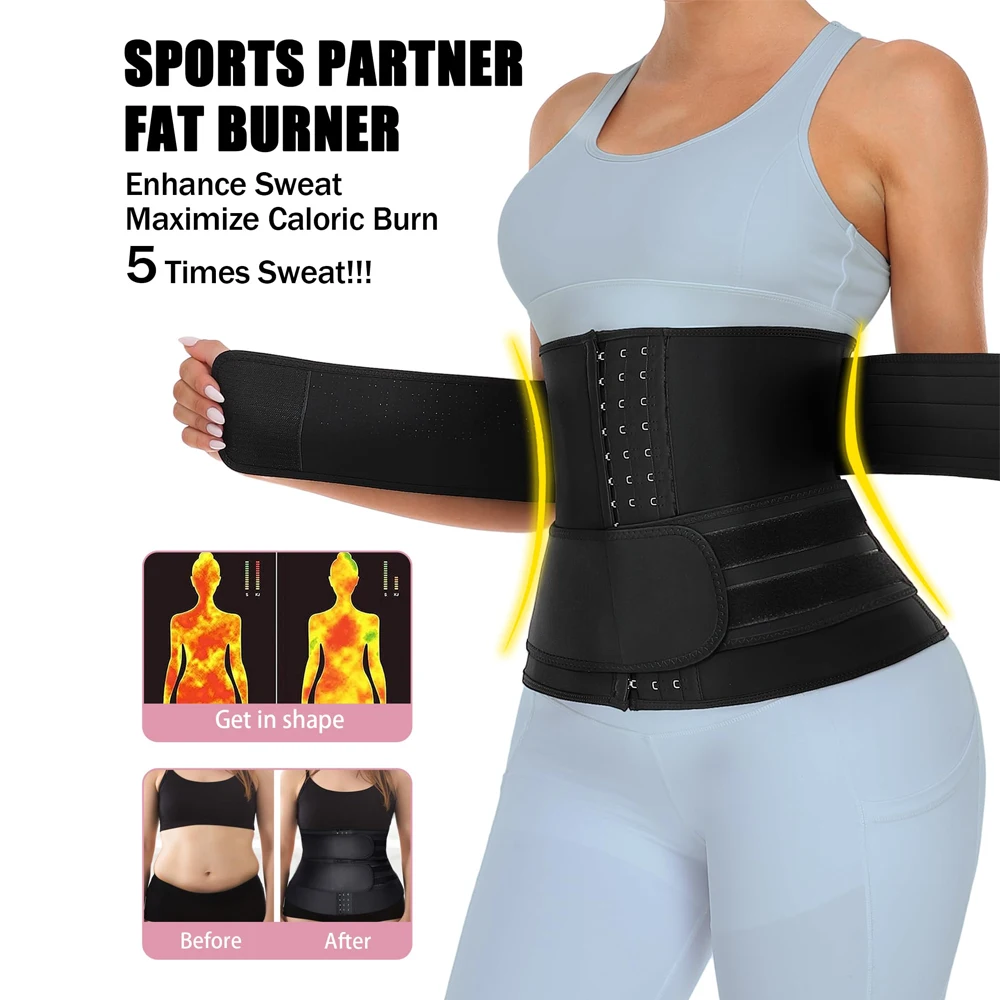 SPORTS PARTNER
FAT BURNER
Enhance Sweat
Maximize Caloric Burn
5 Times Sweat!!!
Get in shape
Before
After